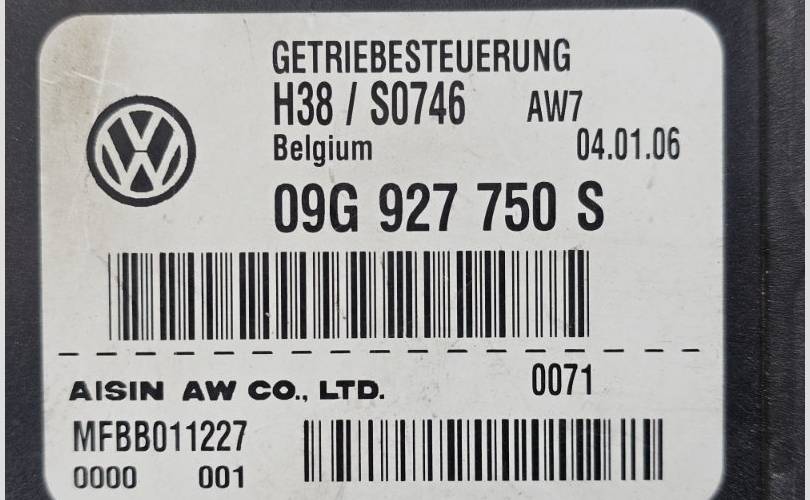 GETRIEBESTEUERUNG
H38 / S0746 AW7
Belgium 04.01.06
09G 927 750 S
AISIN AW CO., LTD. 0071
MFBB011227
0000 001